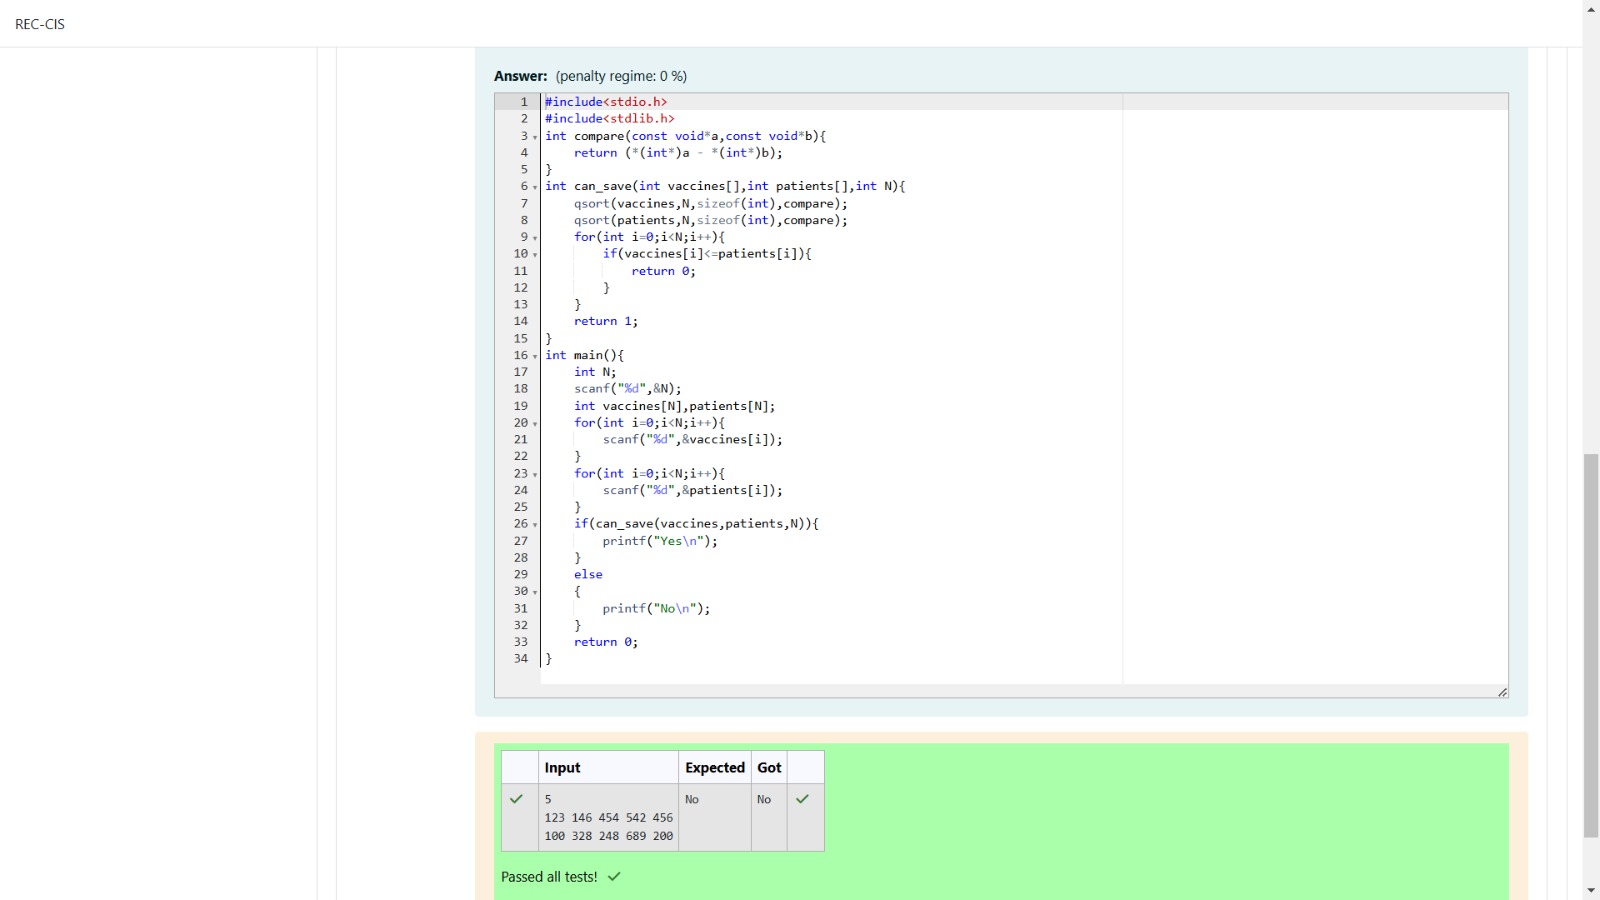 REC-CIS
Answer: (penalty regime: 0 %)
1 #include<stdio.h>
2 #include<stdlib.h>
3 int compare(const void*a,const void*b){
4     return (*(int*)a - *(int*)b);
5 }
6 int can_save(int vaccines[],int patients[],int N){
7     qsort(vaccines,N,sizeof(int),compare);
8     qsort(patients,N,sizeof(int),compare);
9     for(int i=0;i<N;i++){
10         if(vaccines[i]<=patients[i]){
11             return 0;
12         }
13     }
14     return 1;
15 }
16 int main(){
17     int N;
18     scanf("%d",&N);
19     int vaccines[N],patients[N];
20     for(int i=0;i<N;i++){
21         scanf("%d",&vaccines[i]);
22     }
23     for(int i=0;i<N;i++){
24         scanf("%d",&patients[i]);
25     }
26     if(can_save(vaccines,patients,N)){
27         printf("Yes\n");
28     }
29     else
30     {
31         printf("No\n");
32     }
33     return 0;
34 }
Input Expected Got
5 No No
123 146 454 542 456
100 328 248 689 200
Passed all tests!